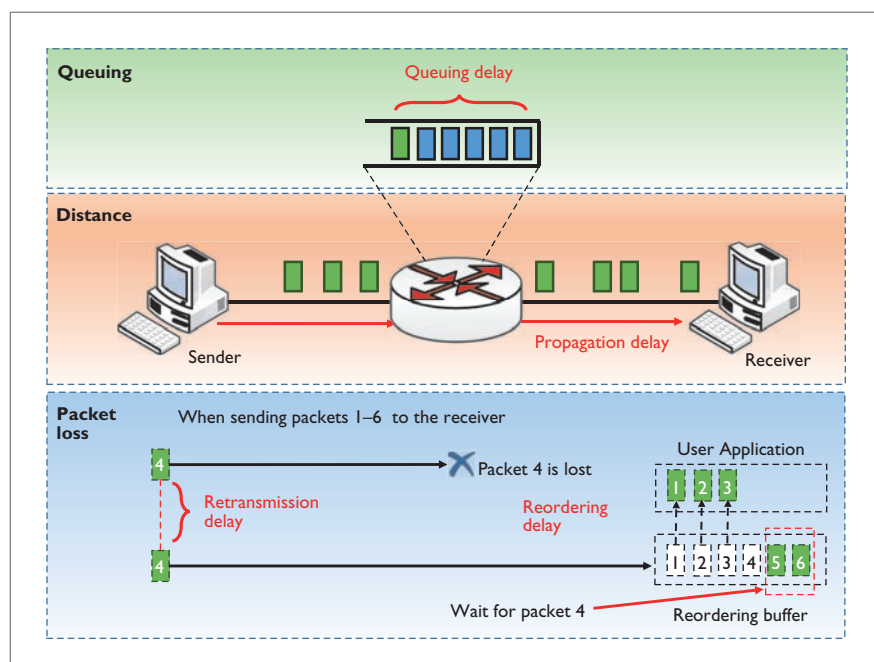 Queuing
Queuing delay
Distance
Sender
Propagation delay
Receiver
Packet
loss
When sending packets 1–6 to the receiver
4
Packet 4 is lost
User Application
1 2 3
Retransmission
delay
Reordering
delay
4
1 2 3 4 5 6
Wait for packet 4
Reordering buffer